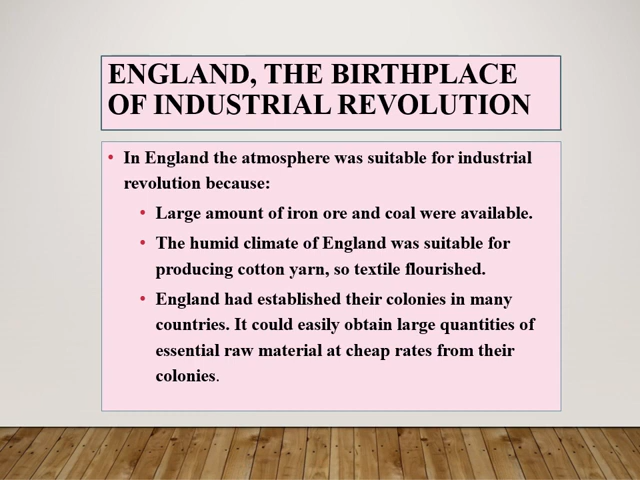 ENGLAND, THE BIRTHPLACE
OF INDUSTRIAL REVOLUTION
• In England the atmosphere was suitable for industrial
revolution because:
• Large amount of iron ore and coal were available.
• The humid climate of England was suitable for
producing cotton yarn, so textile flourished.
• England had established their colonies in many
countries. It could easily obtain large quantities of
essential raw material at cheap rates from their
colonies.